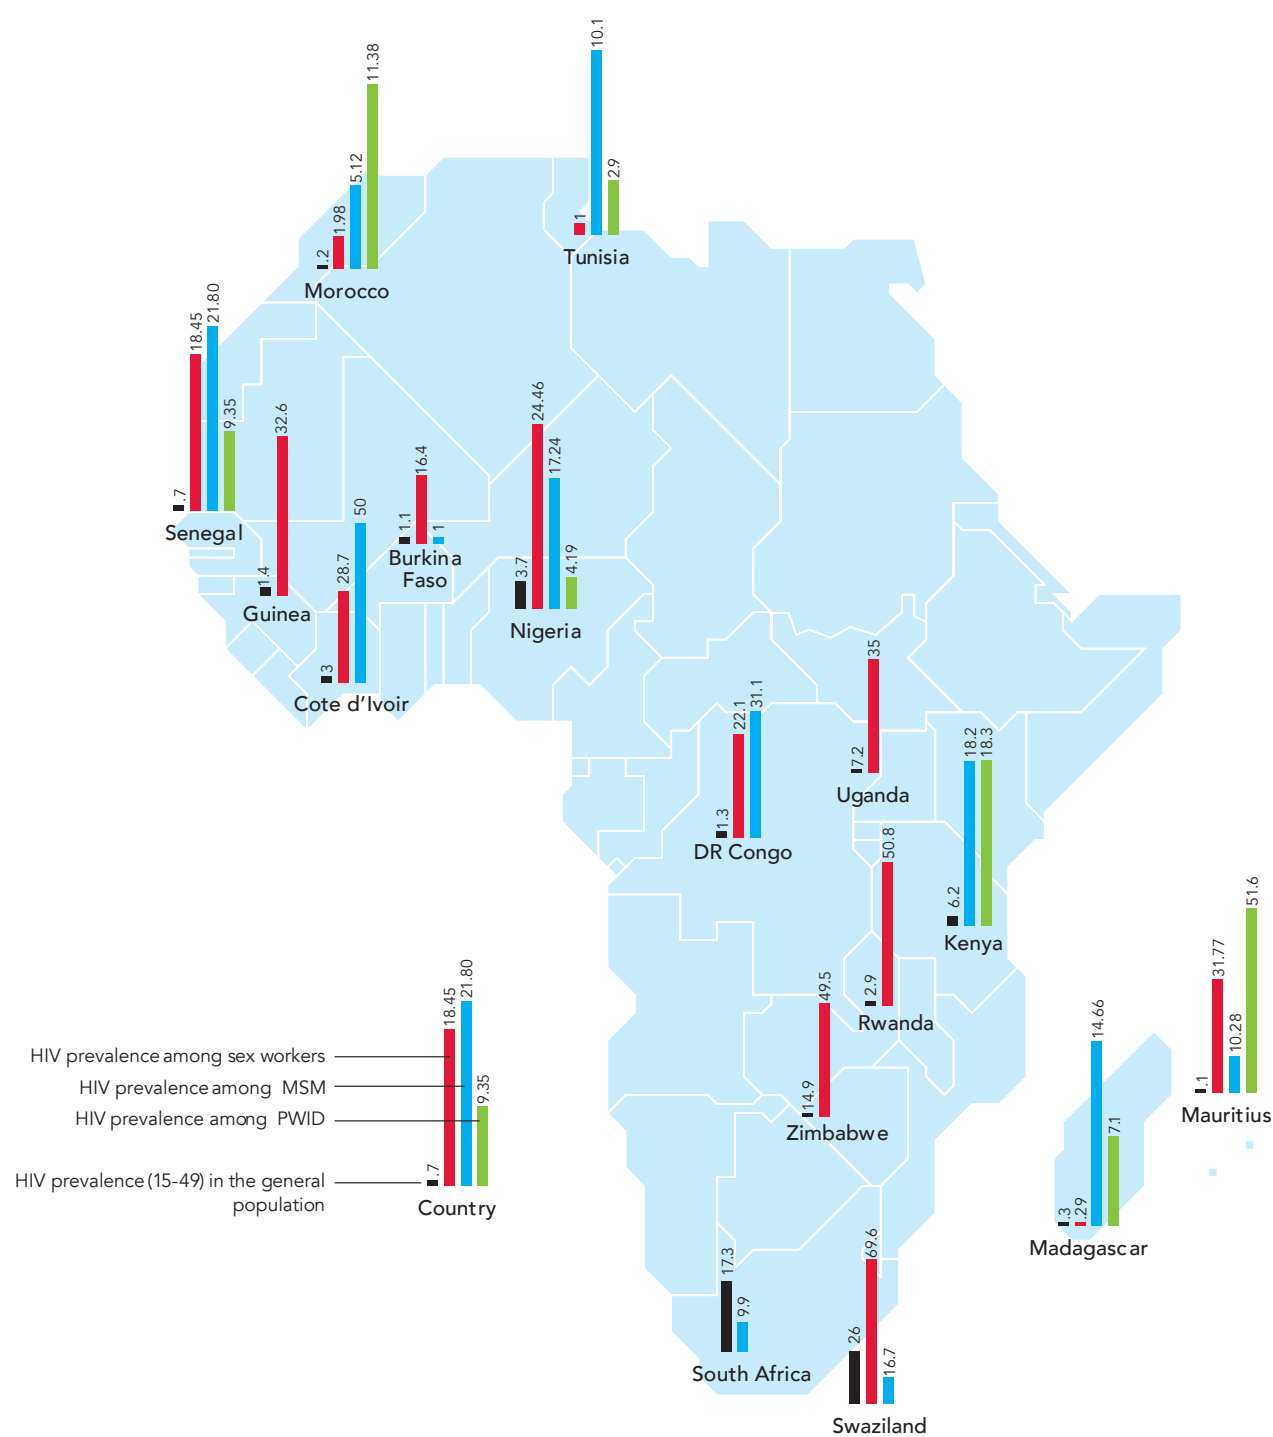 10.1
2.9
1
Tunisia
11.38
5.12
1.98
.2
Morocco
21.80
18.45
9.35
.7
Senegal
32.6
1.4
Guinea
50
28.7
3
Cote d’Ivoir
16.4
1.1
1
Burkina
Faso
24.46
17.24
4.19
3.7
Nigeria
35
7.2
Uganda
31.1
22.1
1.3
DR Congo
18.2
18.3
6.2
Kenya
50.8
2.9
Rwanda
49.5
14.9
Zimbabwe
51.6
31.77
10.28
.1
Mauritius
14.66
7.1
.3
.29
Madagascar
17.3
9.9
South Africa
69.6
26
16.7
Swaziland
21.80
18.45
9.35
.7
HIV prevalence among sex workers
HIV prevalence among MSM
HIV prevalence among PWID
HIV prevalence (15-49) in the general
population
Country